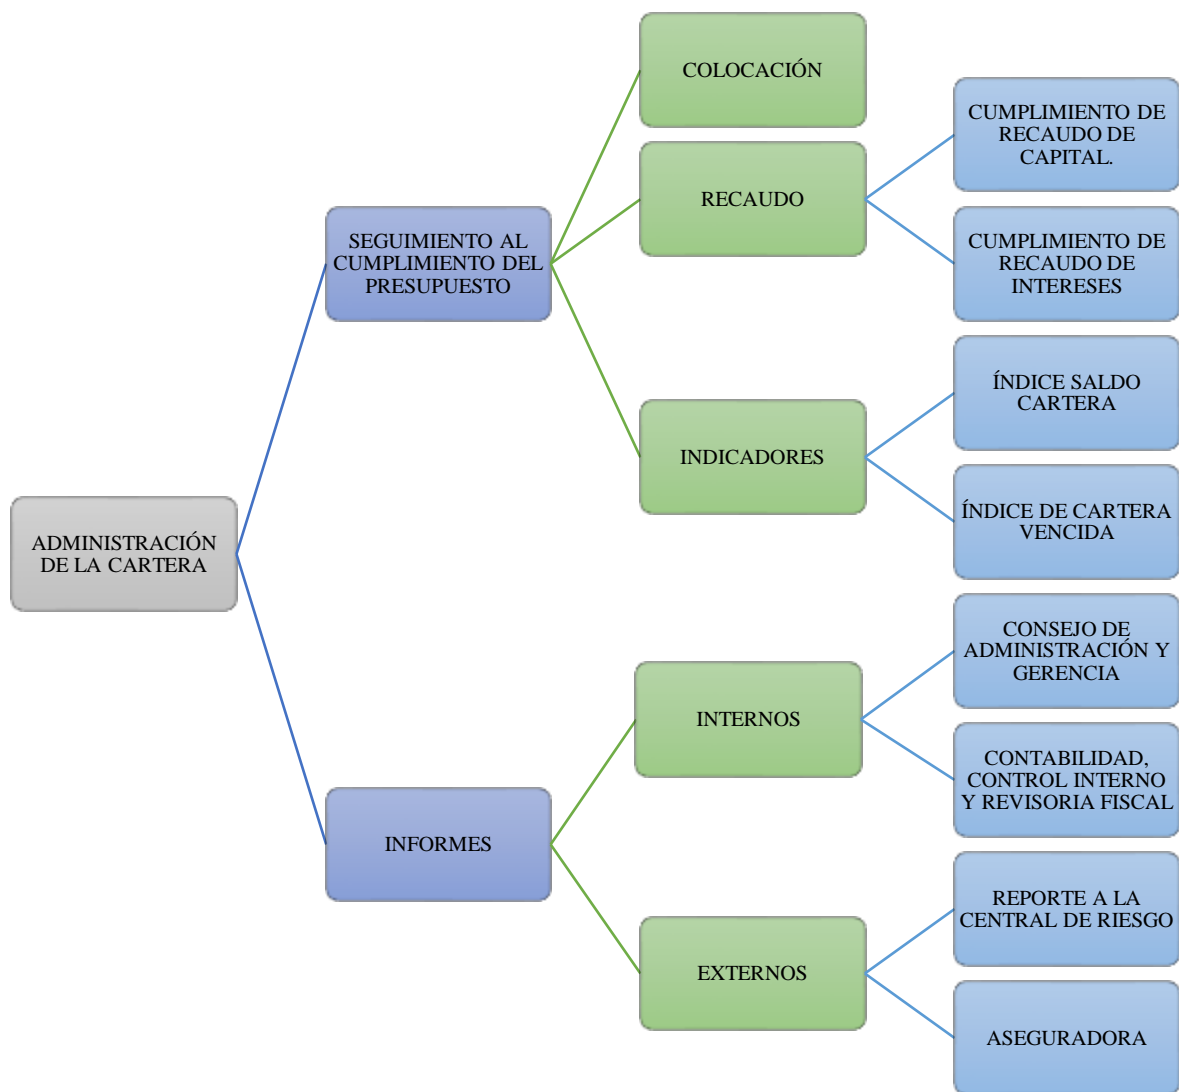 ADMINISTRACIÓN
DE LA CARTERA
SEGUIMIENTO AL
CUMPLIMIENTO DEL
PRESUPUESTO
COLOCACIÓN
RECAUDO
CUMPLIMIENTO DE
RECAUDO DE
CAPITAL.
CUMPLIMIENTO DE
RECAUDO DE
INTERESES
INDICADORES
ÍNDICE SALDO
CARTERA
ÍNDICE DE CARTERA
VENCIDA
INFORMES
INTERNOS
CONSEJO DE
ADMINISTRACIÓN Y
GERENCIA
CONTABILIDAD,
CONTROL INTERNO
Y REVISORIA FISCAL
EXTERNOS
REPORTE A LA
CENTRAL DE RIESGO
ASEGURADORA